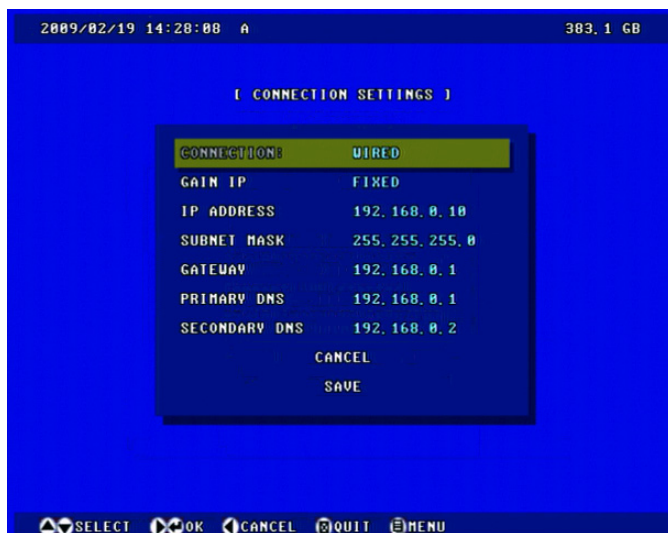 2009/02/19 14:28:08 A 383.1 GB
[ CONNECTION SETTINGS ]
CONNECTION: WIRED
GAIN IP FIXED
IP ADDRESS 192.168.0.10
SUBNET MASK 255.255.255.0
GATEWAY 192.168.0.1
PRIMARY DNS 192.168.0.1
SECONDARY DNS 192.168.0.2
CANCEL
SAVE
SELECT OK CANCEL QUIT MENU